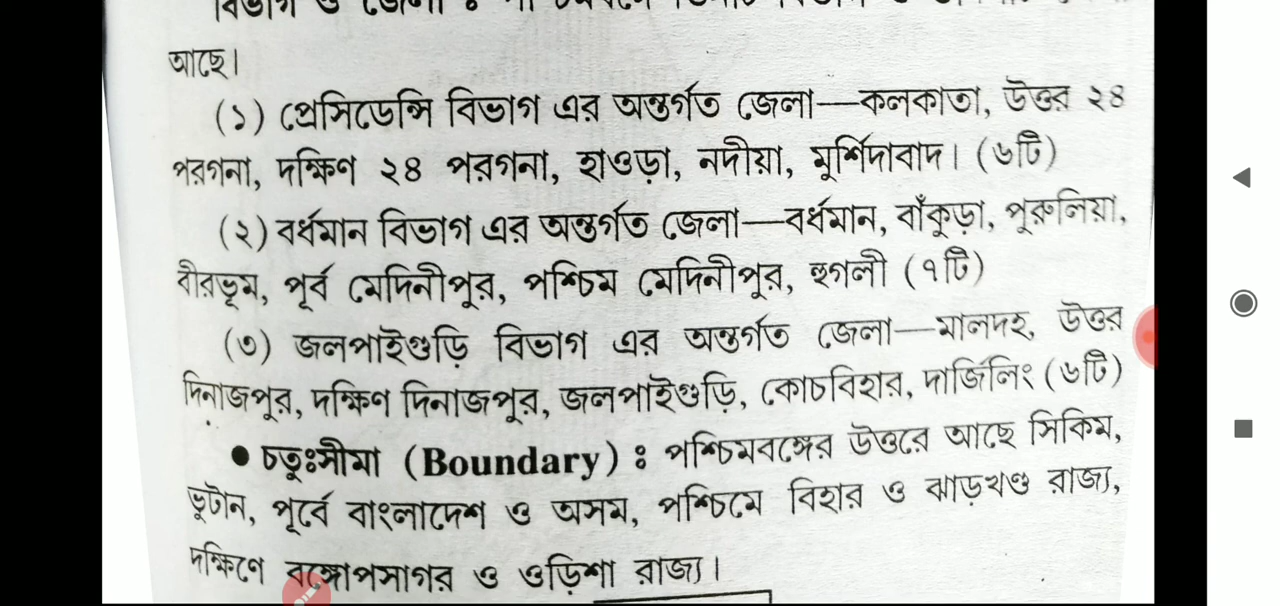 বিভাগ ও জেলা :
আছে।
(১) প্রেসিডেন্সি বিভাগ এর অন্তর্গত জেলা—কলকাতা, উত্তর ২৪
পরগনা, দক্ষিণ ২৪ পরগনা, হাওড়া, নদীয়া, মুর্শিদাবাদ। (৬টি)
(২) বর্ধমান বিভাগ এর অন্তর্গত জেলা—বর্ধমান, বাঁকুড়া, পুরুলিয়া,
বীরভূম, পূর্ব মেদিনীপুর, পশ্চিম মেদিনীপুর, হুগলী (৭টি)
(৩) জলপাইগুড়ি বিভাগ এর অন্তর্গত জেলা—মালদহ, উত্তর
দিনাজপুর, দক্ষিণ দিনাজপুর, জলপাইগুড়ি, কোচবিহার, দার্জিলিং (৬টি)
● চতুঃসীমা (Boundary) : পশ্চিমবঙ্গের উত্তরে আছে সিকিম,
ভুটান, পূর্বে বাংলাদেশ ও অসম, পশ্চিমে বিহার ও ঝাড়খণ্ড রাজ্য,
দক্ষিণে বঙ্গোপসাগর ও ওড়িশা রাজ্য।